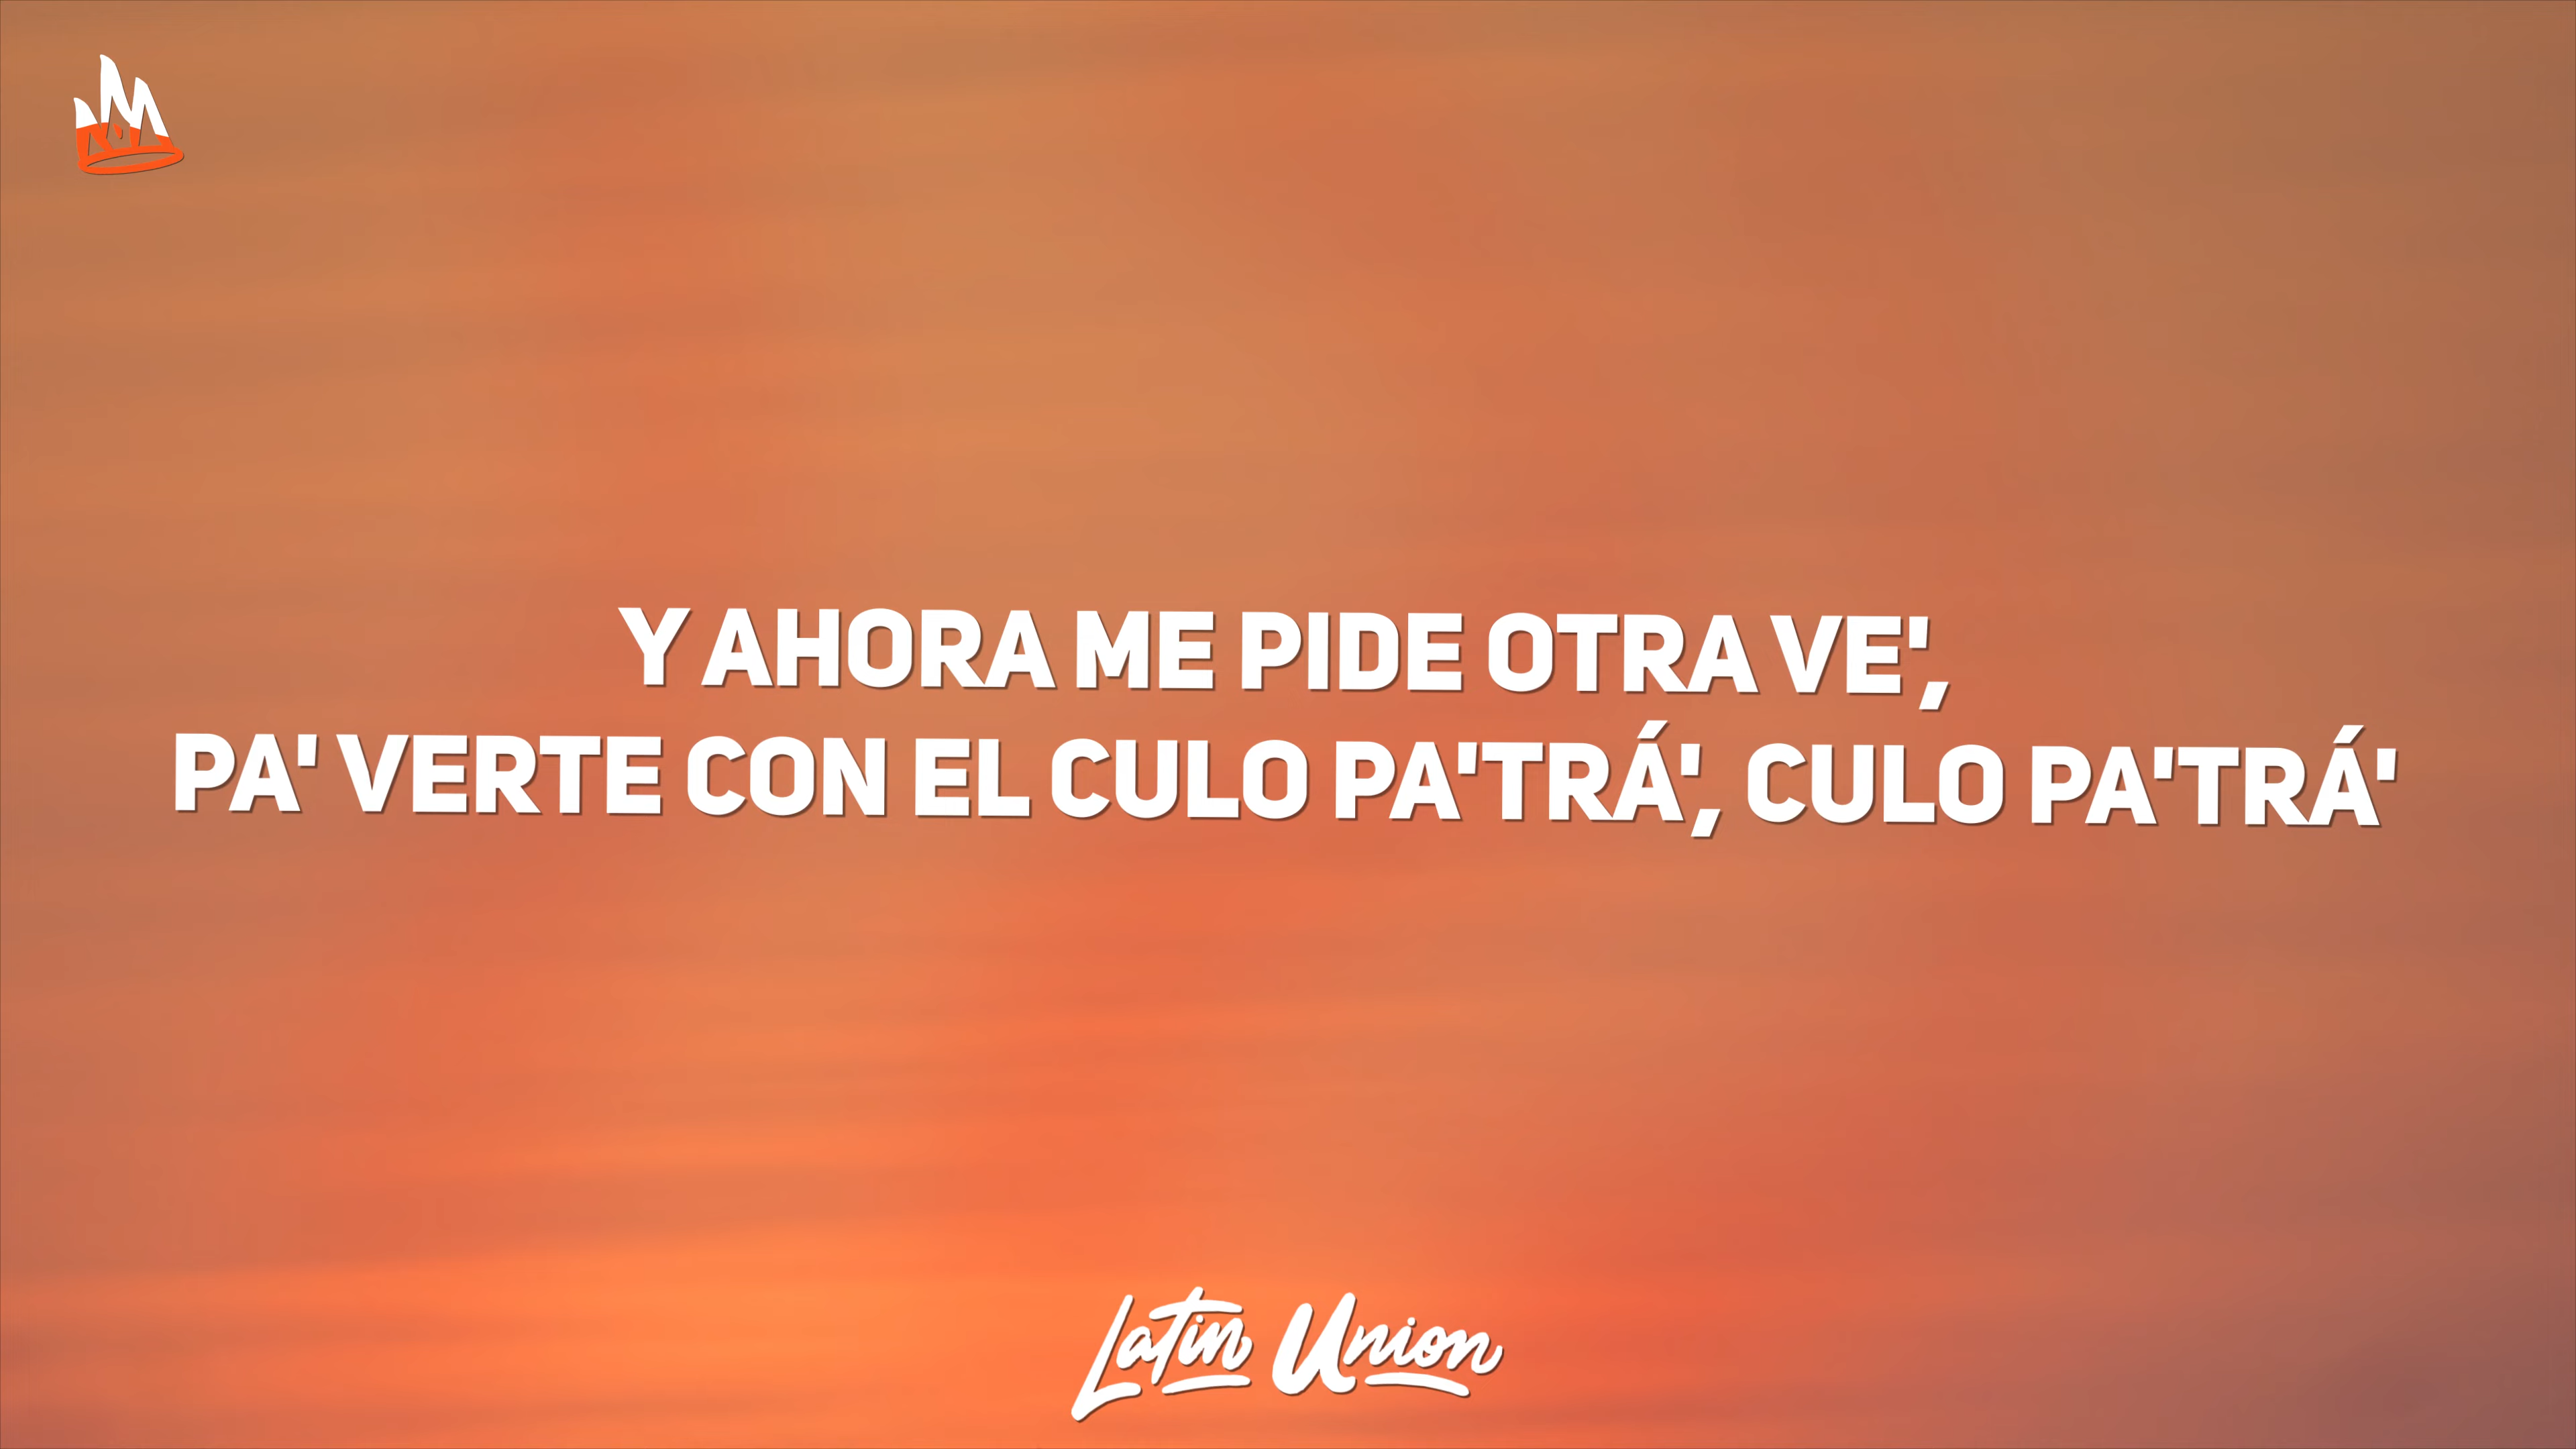 Y AHORA ME PIDE OTRA VE',
PA' VERTE CON EL CULO PA'TRÁ', CULO PA'TRÁ'
Latin Union